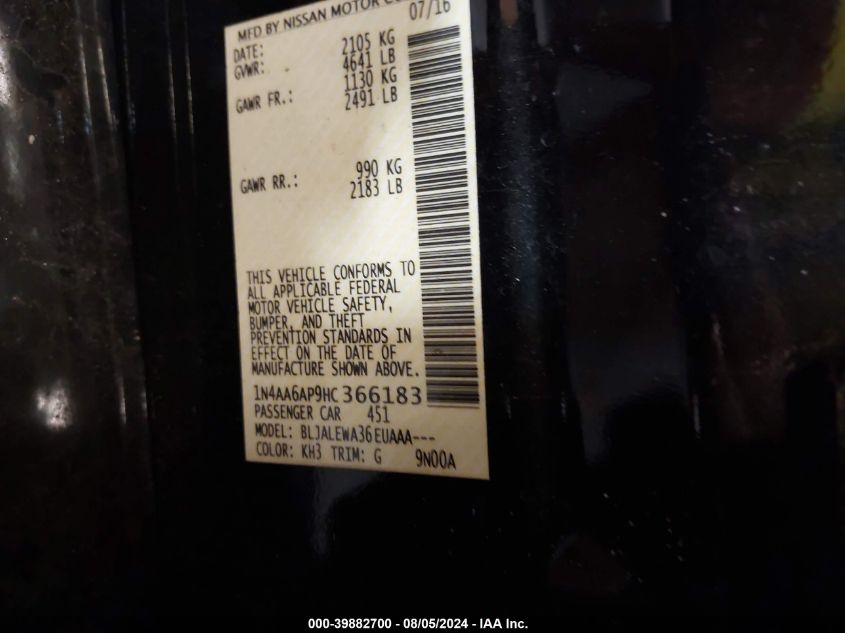 MFD BY NISSAN MOTOR CO
DATE: 07/16
GVWR: 2105 KG
4641 LB
GAWR FR.: 1130 KG
2491 LB
GAWR RR.: 990 KG
2183 LB
THIS VEHICLE CONFORMS TO
ALL APPLICABLE FEDERAL
MOTOR VEHICLE SAFETY,
BUMPER, AND THEFT
PREVENTION STANDARDS IN
EFFECT ON THE DATE OF
MANUFACTURE SHOWN ABOVE.
1N4AA6AP9HC366183
PASSENGER CAR 451
MODEL: BLJALEWA36EUAAA---
COLOR: KH3 TRIM: G 9N00A
000-39882700 - 08/05/2024 - IAA Inc.